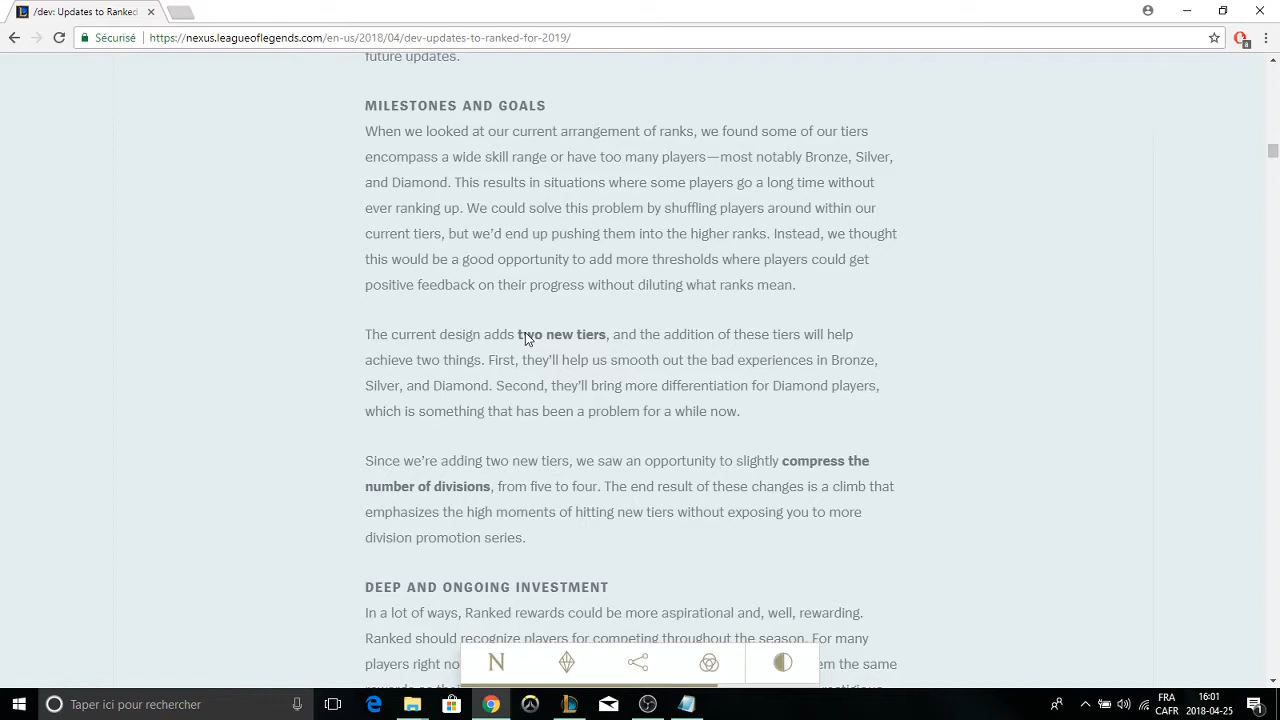 /dev: Updates to Ranked
Sécurisé https://nexus.leagueoflegends.com/en-us/2018/04/dev-updates-to-ranked-for-2019/
future updates.
MILESTONES AND GOALS
When we looked at our current arrangement of ranks, we found some of our tiers
encompass a wide skill range or have too many players—most notably Bronze, Silver,
and Diamond. This results in situations where some players go a long time without
ever ranking up. We could solve this problem by shuffling players around within our
current tiers, but we’d end up pushing them into the higher ranks. Instead, we thought
this would be a good opportunity to add more thresholds where players could get
positive feedback on their progress without diluting what ranks mean.
The current design adds two new tiers, and the addition of these tiers will help
achieve two things. First, they’ll help us smooth out the bad experiences in Bronze,
Silver, and Diamond. Second, they’ll bring more differentiation for Diamond players,
which is something that has been a problem for a while now.
Since we’re adding two new tiers, we saw an opportunity to slightly compress the
number of divisions, from five to four. The end result of these changes is a climb that
emphasizes the high moments of hitting new tiers without exposing you to more
division promotion series.
DEEP AND ONGOING INVESTMENT
In a lot of ways, Ranked rewards could be more aspirational and, well, rewarding.
Ranked should recognize players for competing throughout the season. For many
players right no
em the same
N
Taper ici pour rechercher
FRA
CAFR
16:01
2018-04-25